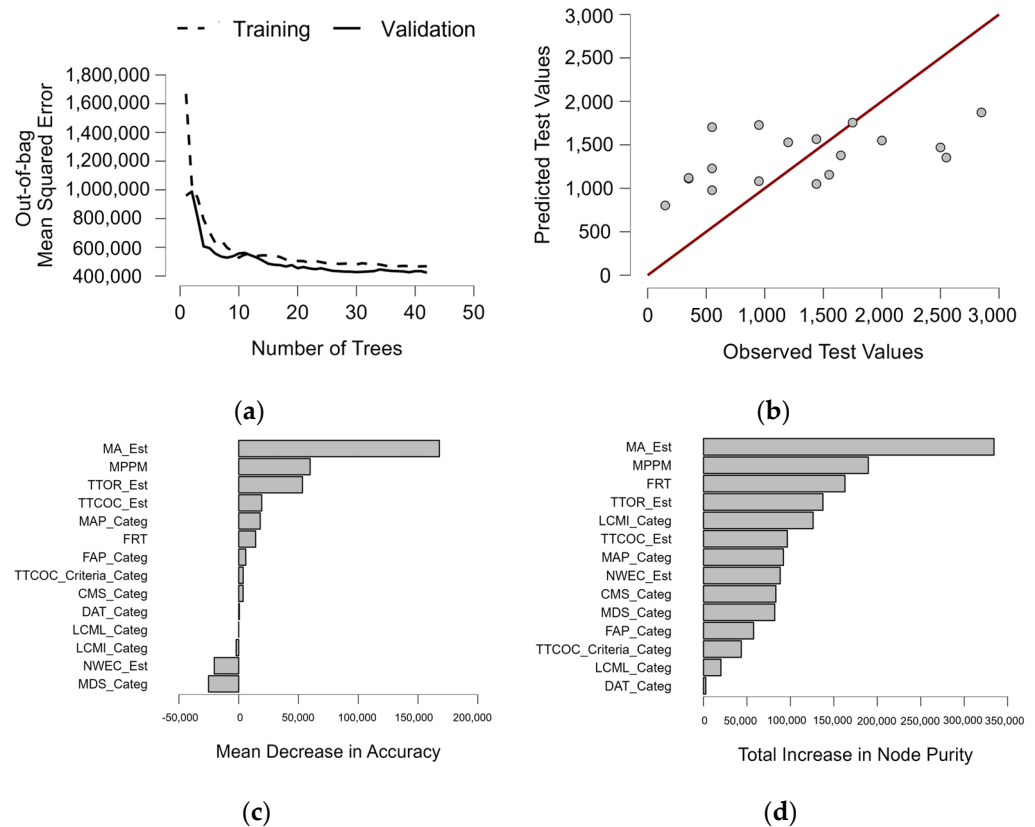 Training
Validation
Out-of-bag
Mean Squared Error
1,800,000
1,600,000
1,400,000
1,200,000
1,000,000
800,000
600,000
400,000
0 10 20 30 40 50
Number of Trees
(a)
Predicted Test Values
3,000
2,500
2,000
1,500
1,000
500
0
0 500 1,000 1,500 2,000 2,500 3,000
Observed Test Values
(b)
MA_Est
MPPM
TTOR_Est
TTCOC_Est
MAP_Categ
FRT
FAP_Categ
TTCOC_Criteria_Categ
CMS_Categ
DAT_Categ
LCML_Categ
LCMI_Categ
NWEC_Est
MDS_Categ
-50,000 0 50,000 100,000 150,000 200,000
Mean Decrease in Accuracy
(c)
MA_Est
MPPM
FRT
TTOR_Est
LCMI_Categ
TTCOC_Est
MAP_Categ
NWEC_Est
CMS_Categ
MDS_Categ
FAP_Categ
TTCOC_Criteria_Categ
LCML_Categ
DAT_Categ
0 50,000 100,000 150,000 200,000 250,000 300,000 350,000
Total Increase in Node Purity
(d)